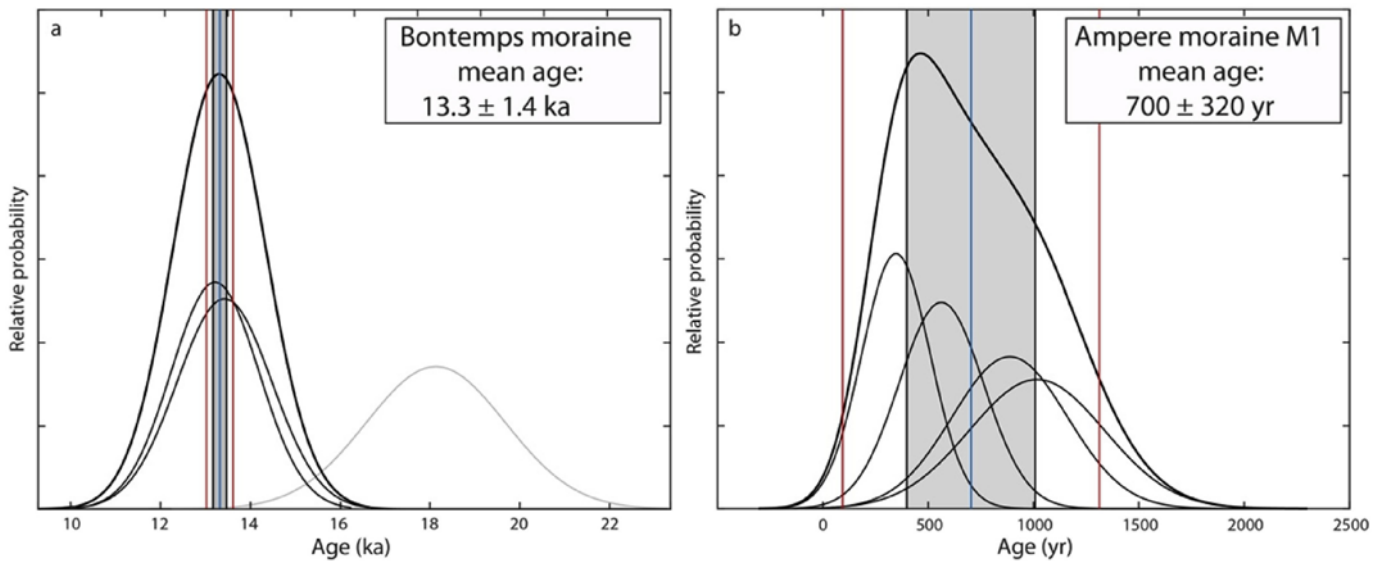 a
Bontemps moraine
mean age:
13.3 ± 1.4 ka
Relative probability
10 12 14 16 18 20 22
Age (ka)
b
Ampere moraine M1
mean age:
700 ± 320 yr
Relative probability
0 500 1000 1500 2000 2500
Age (yr)